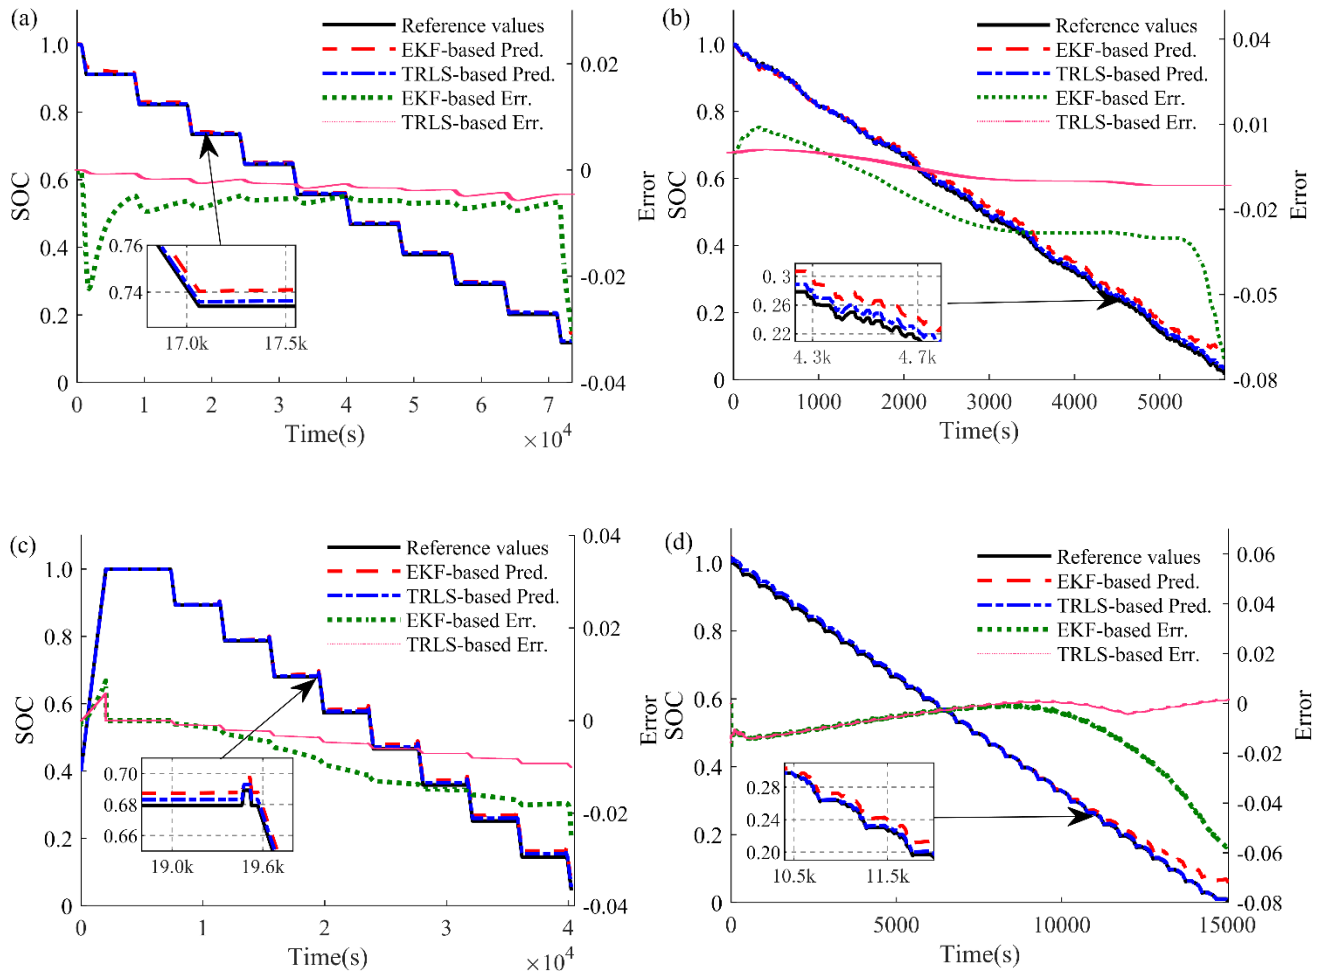 (a)
Reference values
EKF-based Pred.
TRLS-based Pred.
EKF-based Err.
TRLS-based Err.
1.0
0.8
0.6
0.4
0.2
0
SOC
0.02
0
-0.02
-0.04
Error
0.76
0.74
17.0k 17.5k
0 1 2 3 4 5 6 7
Time(s)
×10⁴
(b)
Reference values
EKF-based Pred.
TRLS-based Pred.
EKF-based Err.
TRLS-based Err.
1.0
0.8
0.6
0.4
0.2
0
SOC
0.04
0.01
-0.02
-0.05
-0.08
Error
0.3
0.26
0.22
4.3k 4.7k
0 1000 2000 3000 4000 5000
Time(s)
(c)
Reference values
EKF-based Pred.
TRLS-based Pred.
EKF-based Err.
TRLS-based Err.
1.0
0.8
0.6
0.4
0.2
0
SOC
0.04
0.02
0
-0.02
-0.04
Error
0.70
0.68
0.66
19.0k 19.6k
0 1 2 3 4
Time(s)
×10⁴
(d)
Reference values
EKF-based Pred.
TRLS-based Pred.
EKF-based Err.
TRLS-based Err.
1.0
0.8
0.6
0.4
0.2
0
SOC
0.06
0.04
0.02
0
-0.02
-0.04
-0.06
-0.08
Error
0.28
0.24
0.20
10.5k 11.5k
0 5000 10000 15000
Time(s)